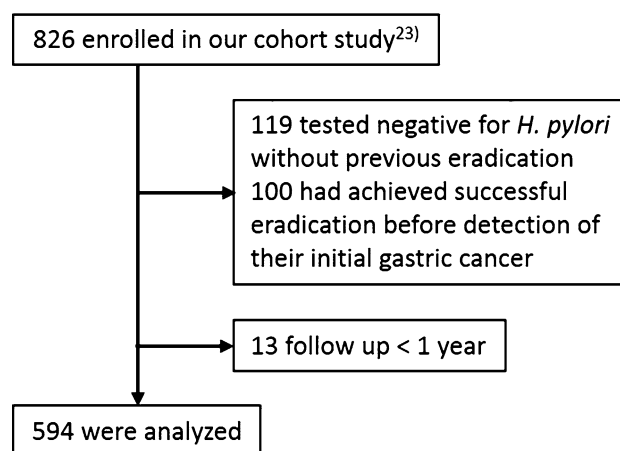 826 enrolled in our cohort study23)
119 tested negative for H. pylori
without previous eradication
100 had achieved successful
eradication before detection of
their initial gastric cancer
13 follow up < 1 year
594 were analyzed